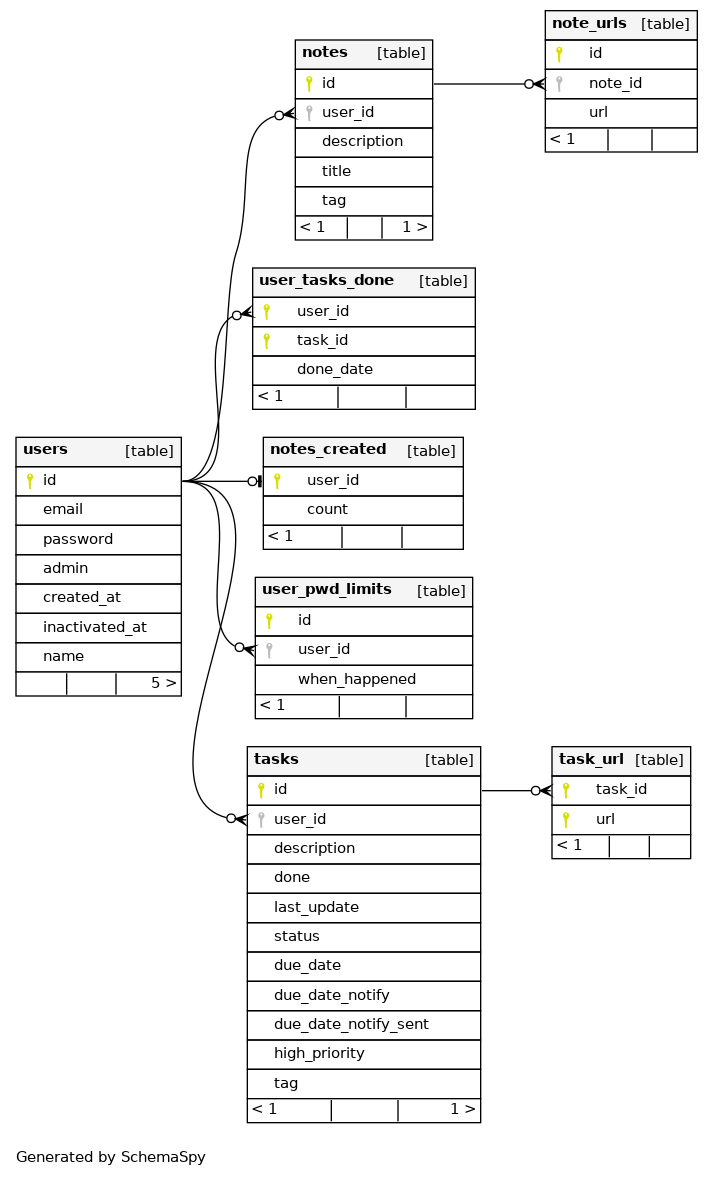 note_urls [table]
id
note_id
url
< 1
notes [table]
id
user_id
description
title
tag
< 1 1 >
user_tasks_done [table]
user_id
task_id
done_date
< 1
users [table]
id
email
password
admin
created_at
inactivated_at
name
5 >
notes_created [table]
user_id
count
< 1
user_pwd_limits [table]
id
user_id
when_happened
< 1
tasks [table]
id
user_id
description
done
last_update
status
due_date
due_date_notify
due_date_notify_sent
high_priority
tag
< 1 1 >
task_url [table]
task_id
url
< 1
Generated by SchemaSpy